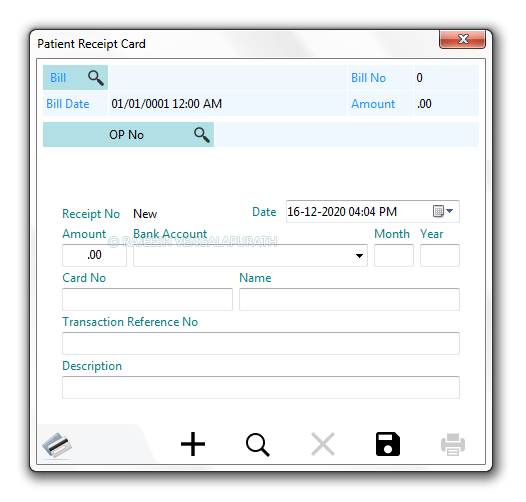 Patient Receipt Card
Bill Bill No 0
Bill Date 01/01/0001 12:00 AM Amount .00
OP No
Receipt No New Date 16-12-2020 04:04 PM
Amount Bank Account Month Year
© RAGESH VENGALAPURATH
.00
Card No Name
Transaction Reference No
Description